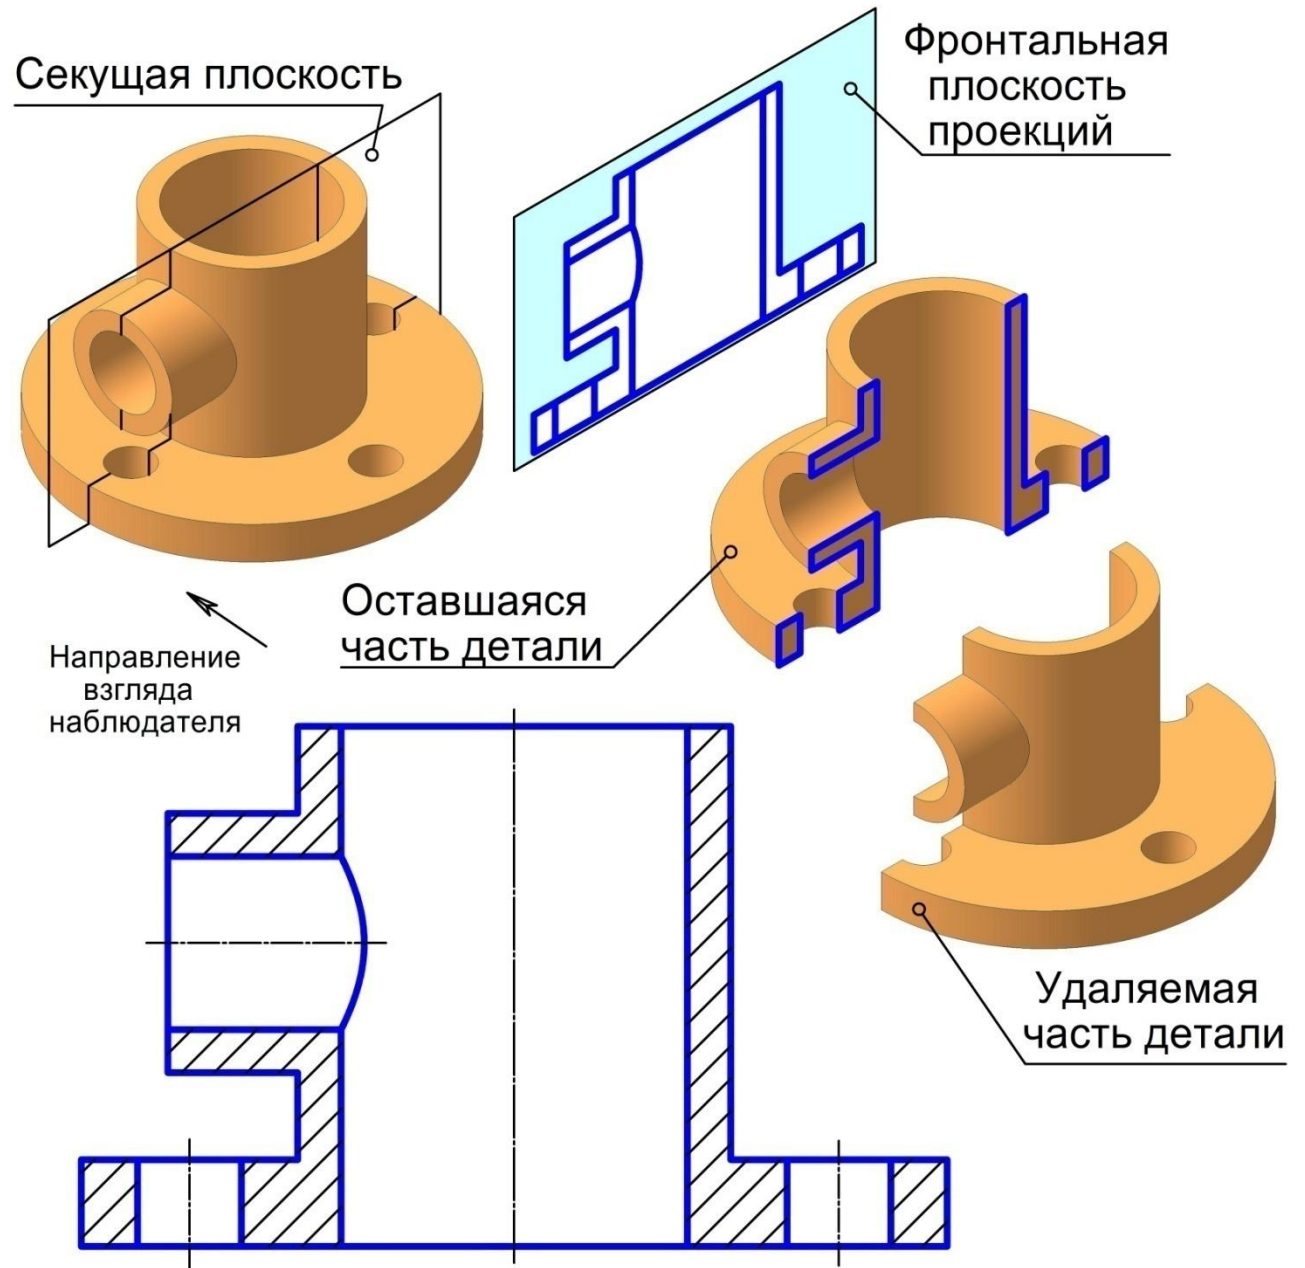 Секущая плоскость
Фронтальная
плоскость
проекций
Оставшаяся
часть детали
Направление
взгляда
наблюдателя
Удаляемая
часть детали